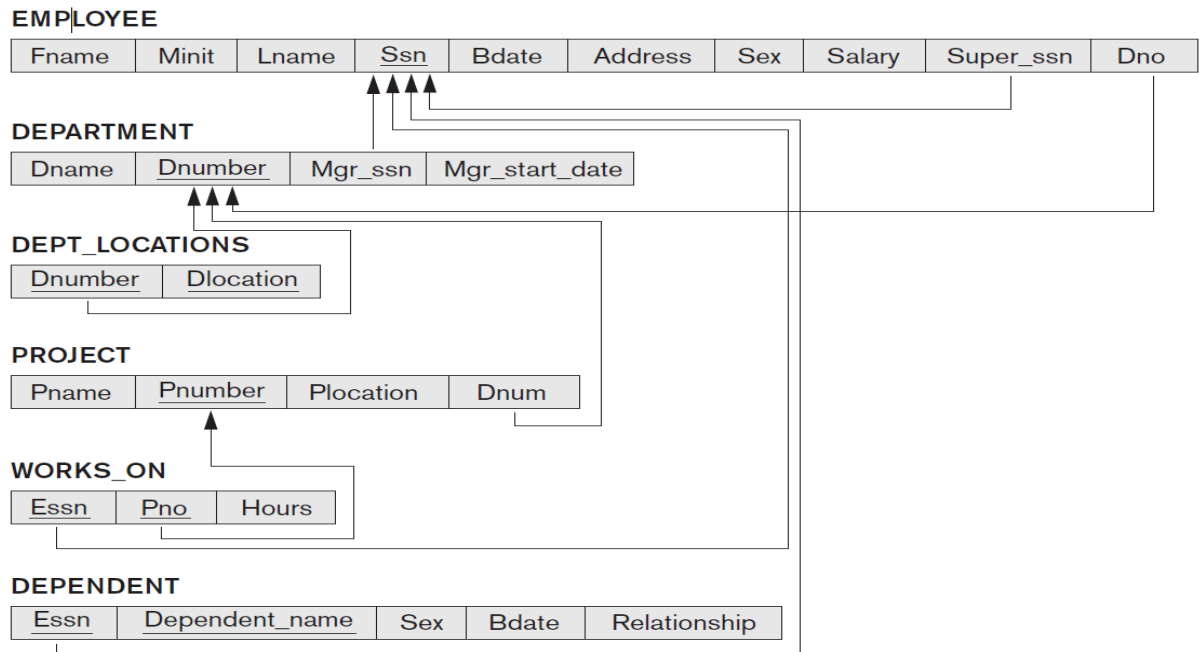 EMPLOYEE
Fname Minit Lname Ssn Bdate Address Sex Salary Super_ssn Dno
DEPARTMENT
Dname Dnumber Mgr_ssn Mgr_start_date
DEPT_LOCATIONS
Dnumber Dlocation
PROJECT
Pname Pnumber Plocation Dnum
WORKS_ON
Essn Pno Hours
DEPENDENT
Essn Dependent_name Sex Bdate Relationship